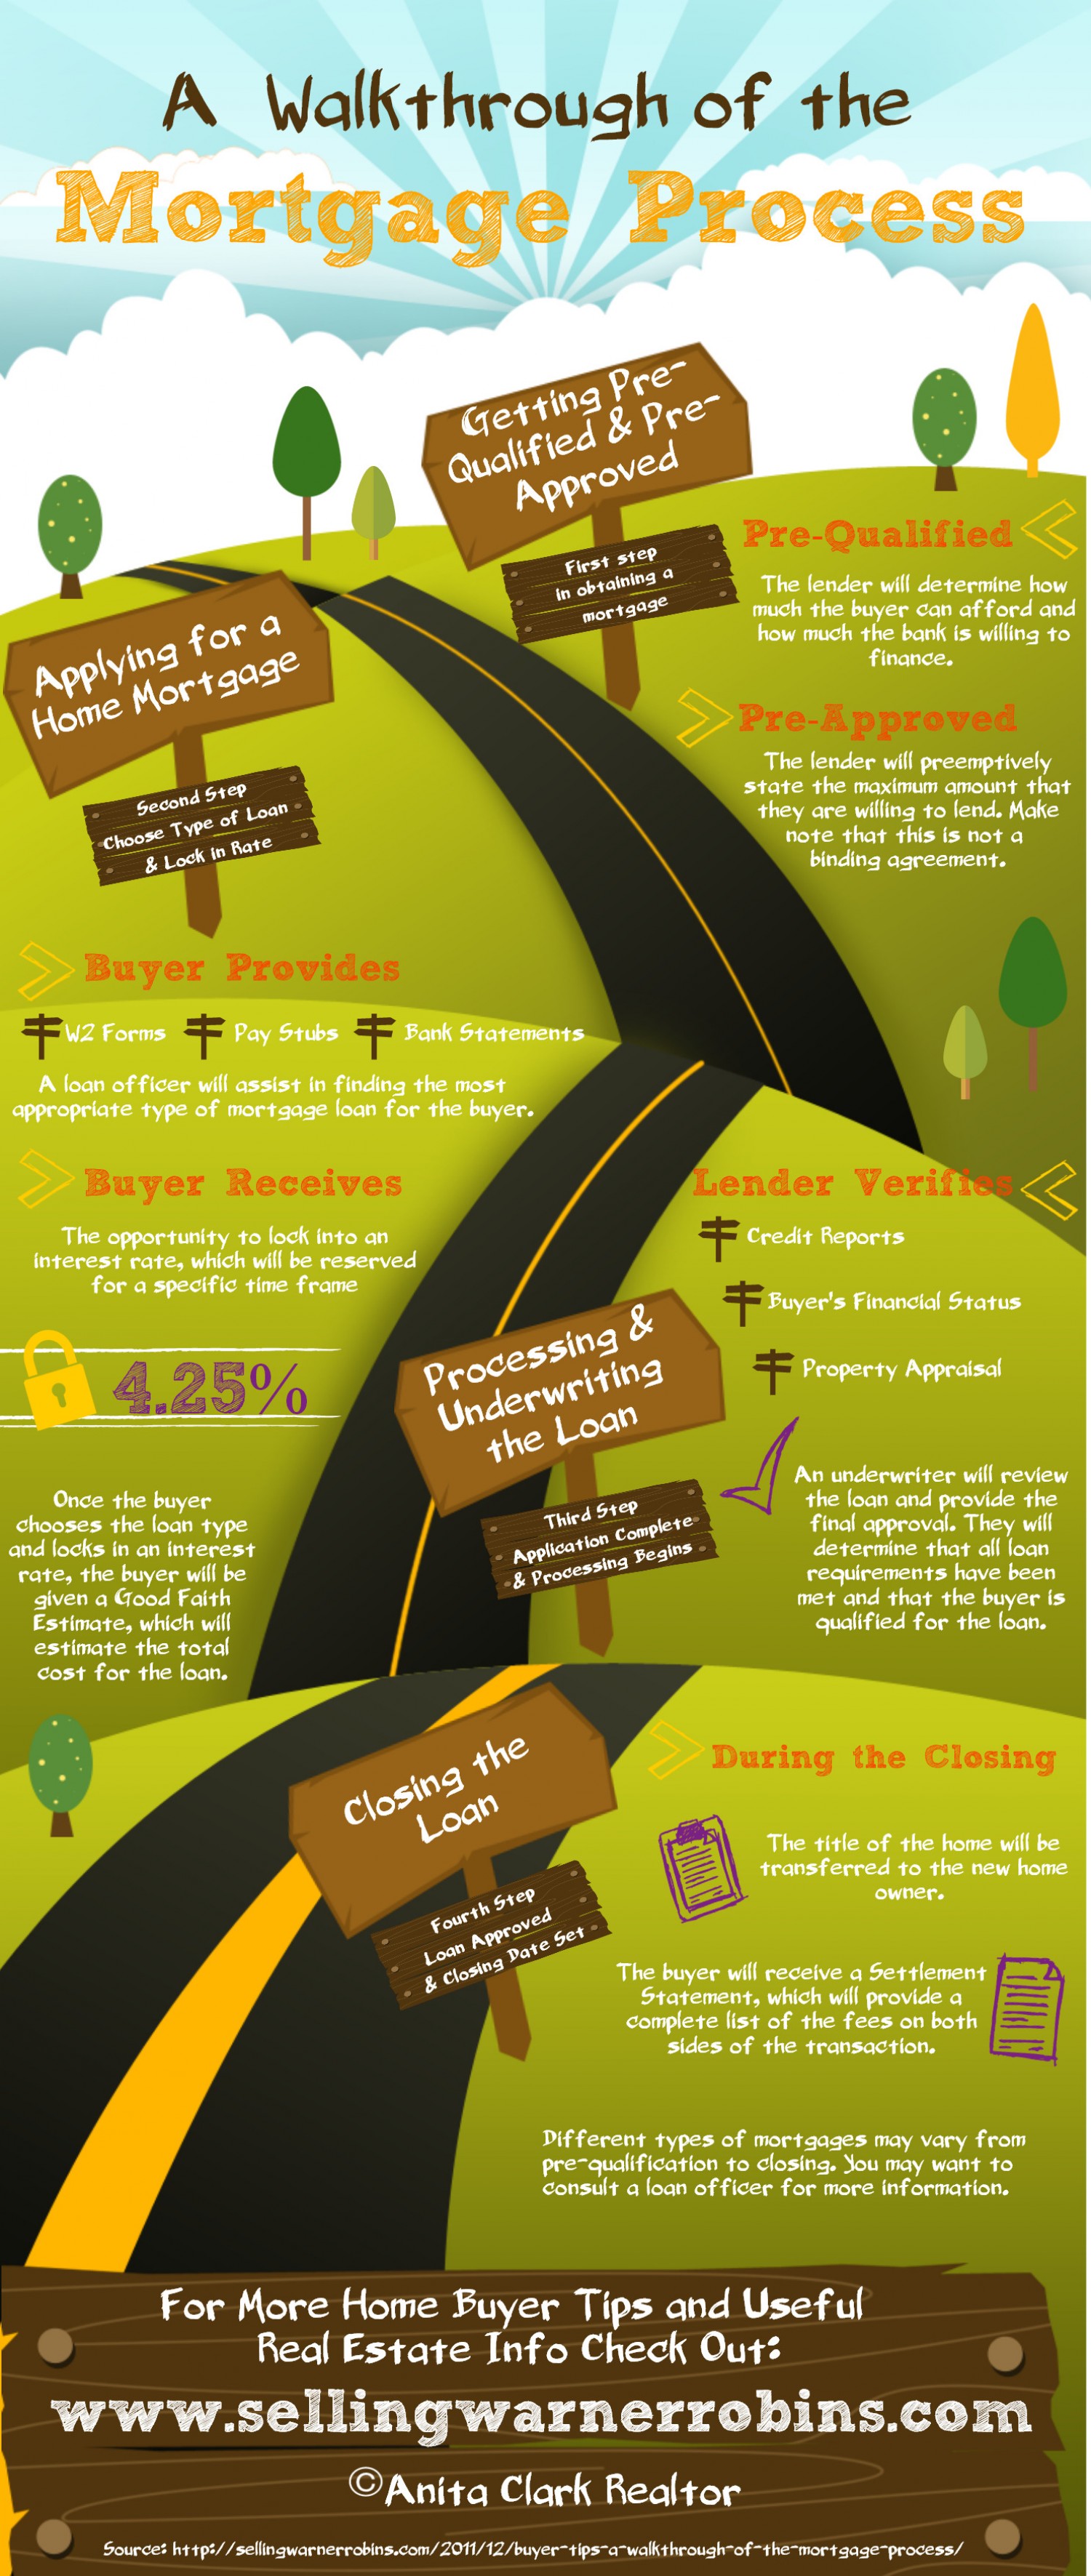 A Walkthrough of the
Mortgage Process
Getting Pre-
Qualified & Pre-
Approved
First step
in obtaining a
mortgage
Pre-Qualified
The lender will determine how
much the buyer can afford and
how much the bank is willing to
finance.
Pre-Approved
The lender will preemptively
state the maximum amount that
they are willing to lend. Make
note that this is not a
binding agreement.
Applying for a
Home Mortgage
Second Step
Choose Type of Loan
& Lock in Rate
Buyer Provides
W2 Forms Pay Stubs Bank Statements
A loan officer will assist in finding the most
appropriate type of mortgage loan for the buyer.
Buyer Receives
The opportunity to lock into an
interest rate, which will be reserved
for a specific time frame
4.25%
Once the buyer
chooses the loan type
and locks in an interest
rate, the buyer will be
given a Good Faith
Estimate, which will
estimate the total
cost for the loan.
Processing &
Underwriting
the Loan
Third Step
Application Complete
& Processing Begins
Lender Verifies
Credit Reports
Buyer's Financial Status
Property Appraisal
An underwriter will review
the loan and provide the
final approval. They will
determine that all loan
requirements have been
met and that the buyer is
qualified for the loan.
Closing the
Loan
Fourth Step
Loan Approved
& Closing Date Set
During the Closing
The title of the home will be
transferred to the new home
owner.
The buyer will receive a Settlement
Statement, which will provide a
complete list of the fees on both
sides of the transaction.
Different types of mortgages may vary from
pre-qualification to closing. You may want to
consult a loan officer for more information.
For More Home Buyer Tips and Useful
Real Estate Info Check Out:
www.sellingwarnerrobins.com
©Anita Clark Realtor
Source: http://sellingwarnerrobins.com/2011/12/buyer-tips-a-walkthrough-of-the-mortgage-process/